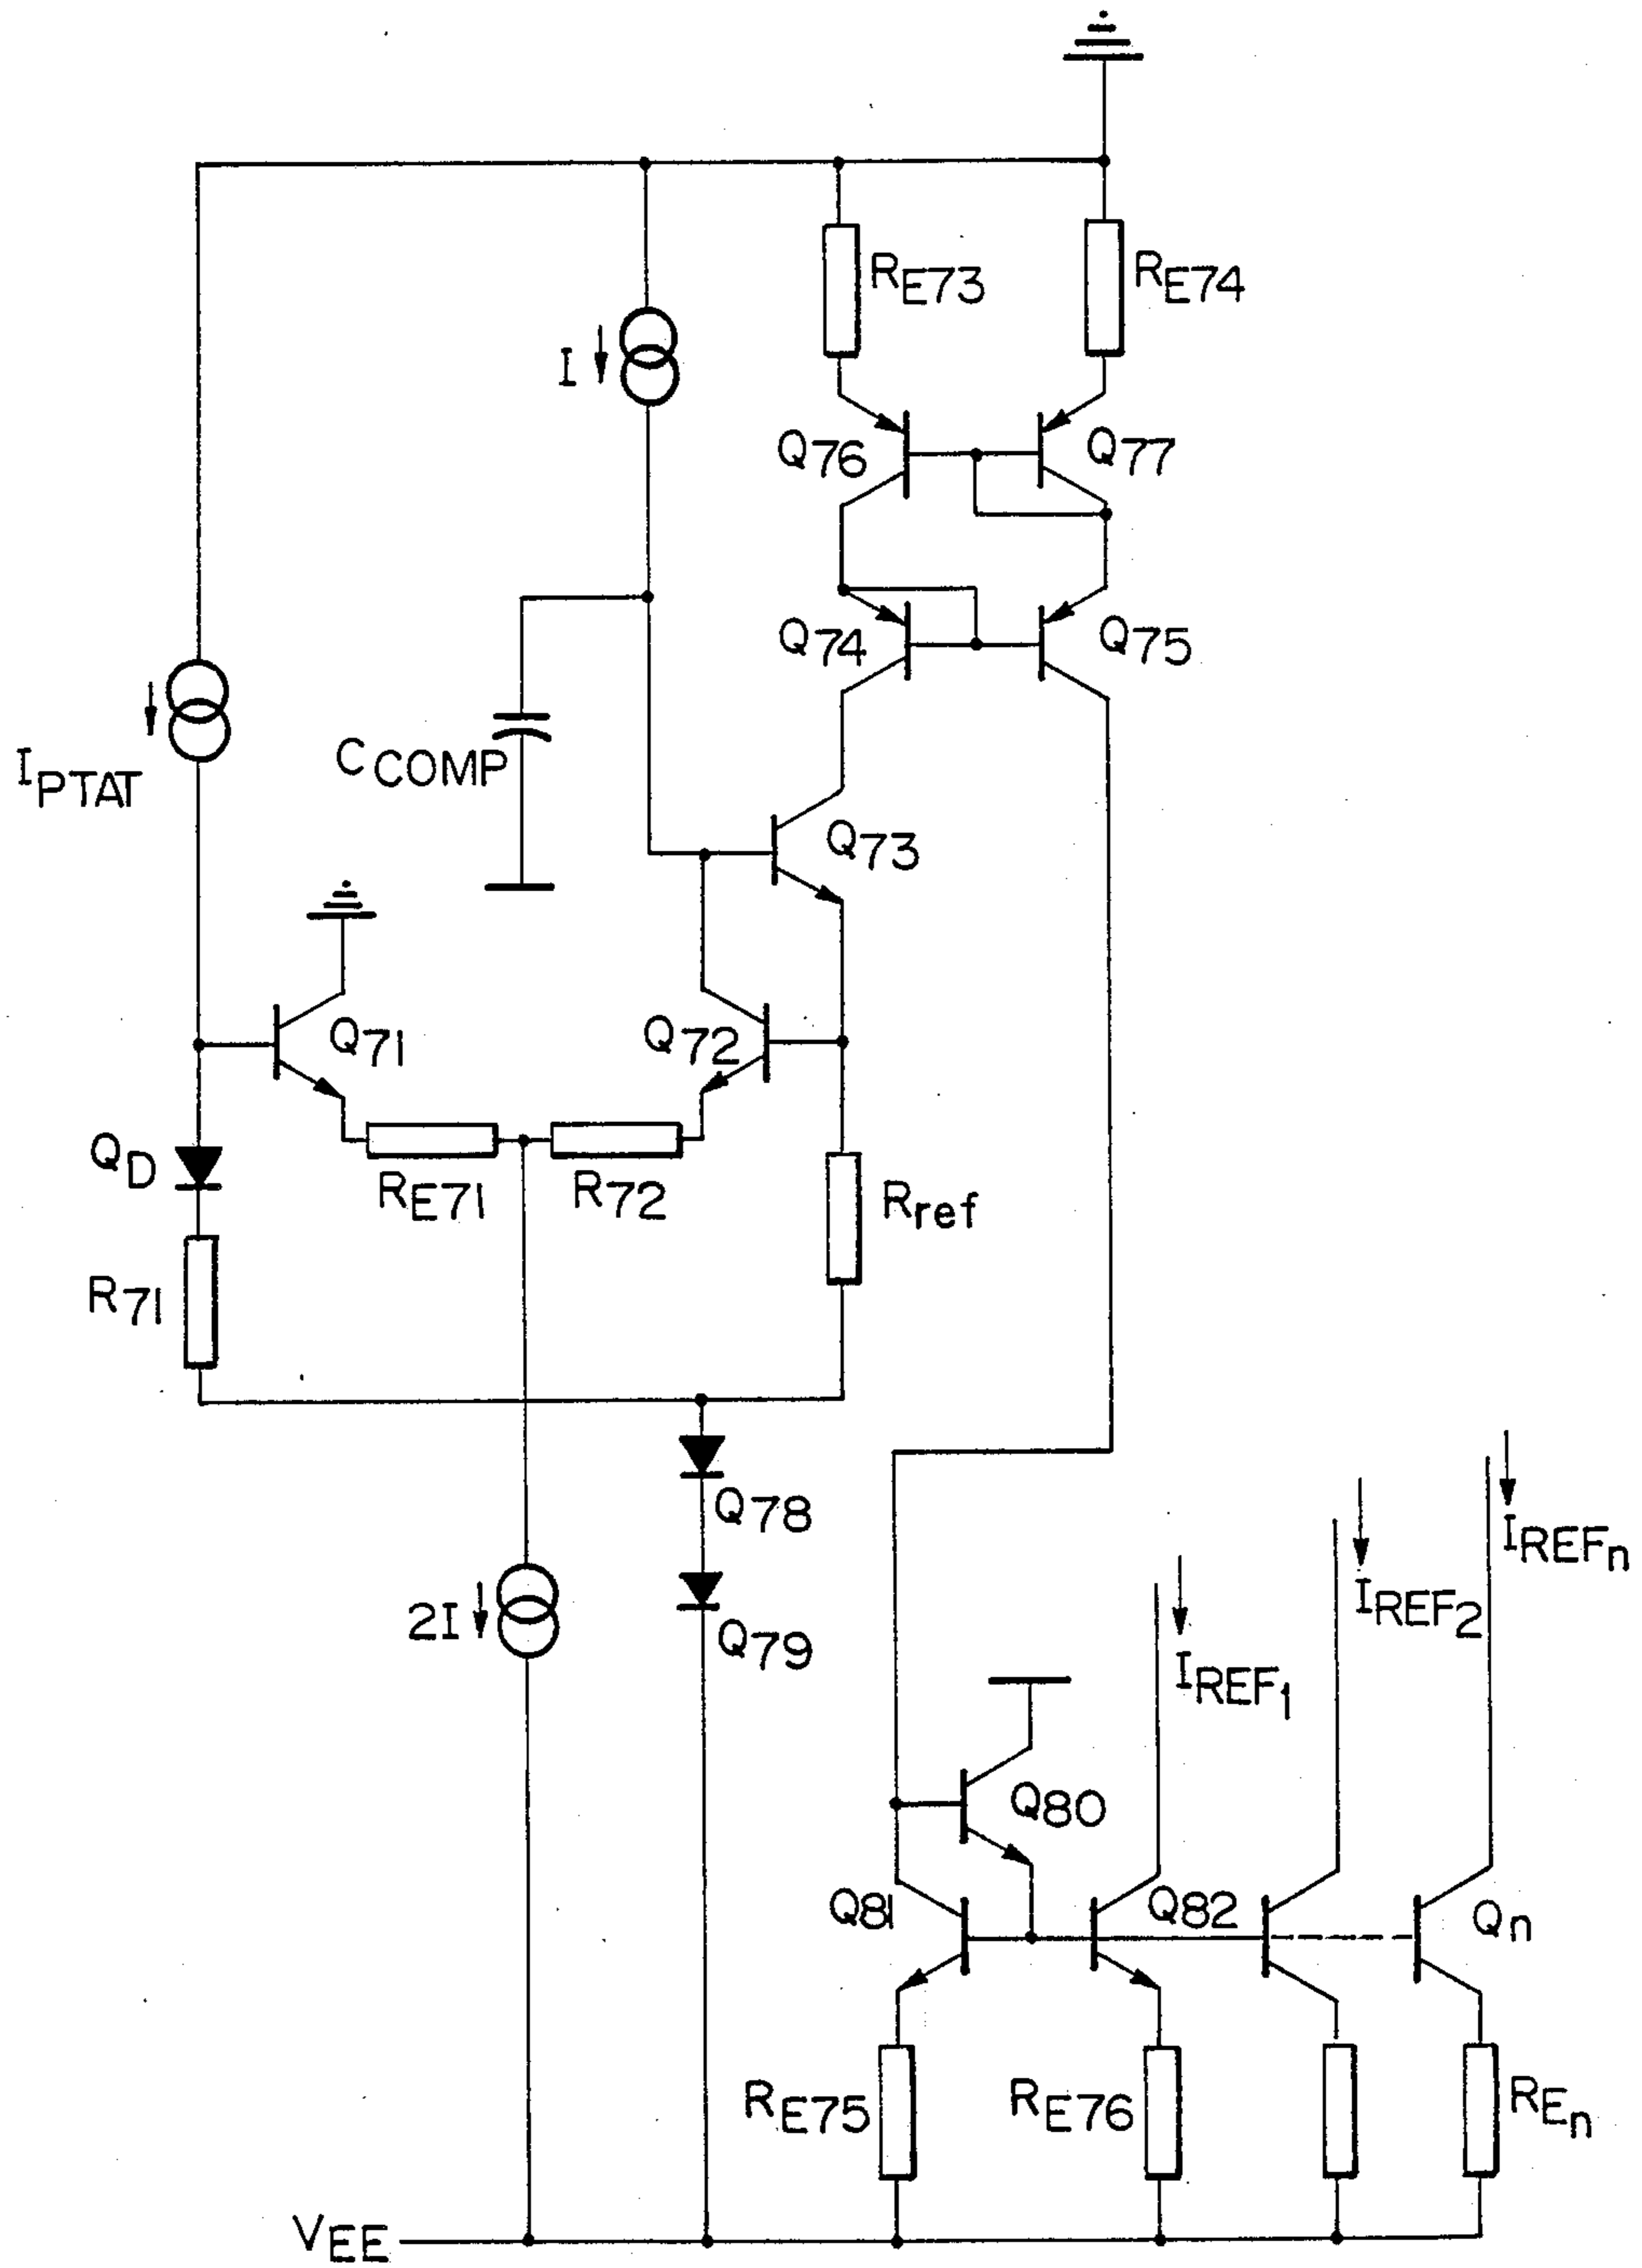 RE73
RE74
I
Q76
Q77
Q74
Q75
IPTAT
CCOMP
Q73
Q71
Q72
QD
RE71
R72
Rref
R71
Q78
IREFn
IREF2
2I
Q79
IREF1
Q80
Q81
Q82
Qn
RE75
RE76
REn
VEE